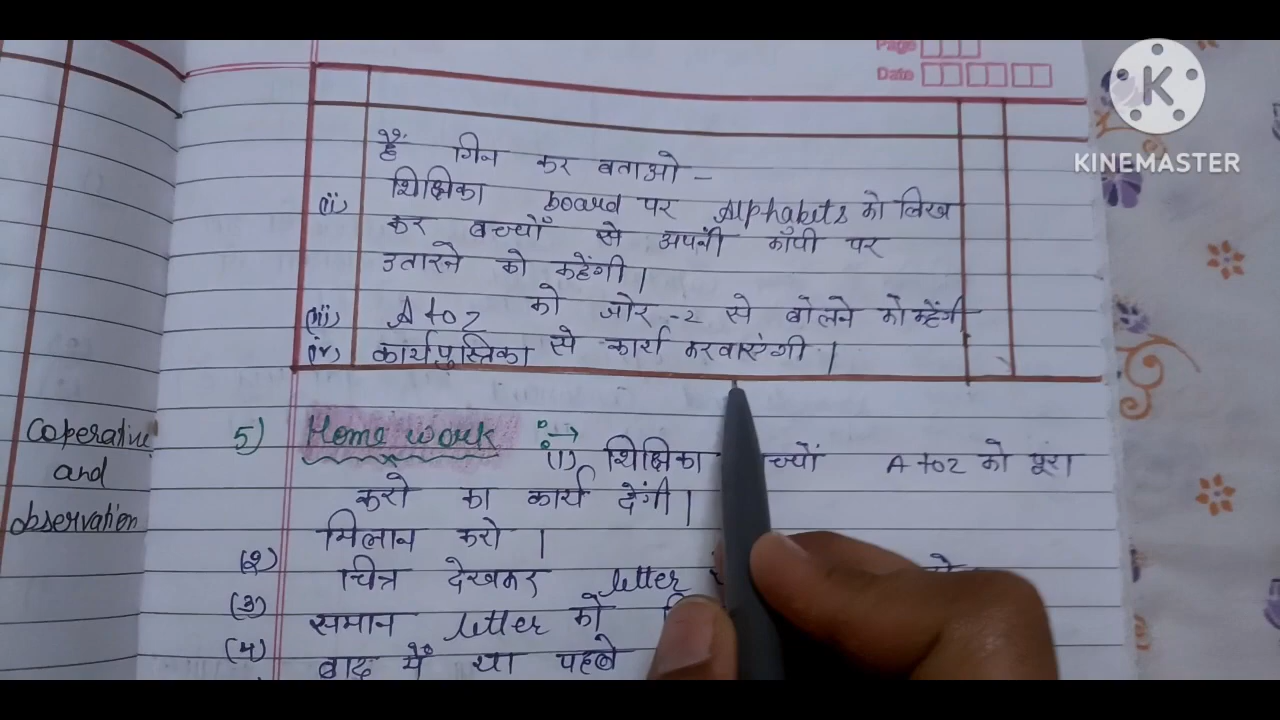 Page
Date
K
KINEMASTER
हैं गिन कर बताओ -
(ii) शिक्षिका board पर Alphabets को लिख
कर बच्चों से अपनी कॉपी पर
उतारने को कहेंगी।
(iii) A to Z को जोर-2 से बोलने को कहेंगी
(iv) कार्यपुस्तिका से कार्य करवाएंगी।
Coperative
and
observation
5) Home work :→
(1) शिक्षिका A to Z को पूरा
करो का कार्य देंगी।
(2) मिलान करो।
(3) चित्र देखकर letter
(4) समान letter को
बाद में या पहले